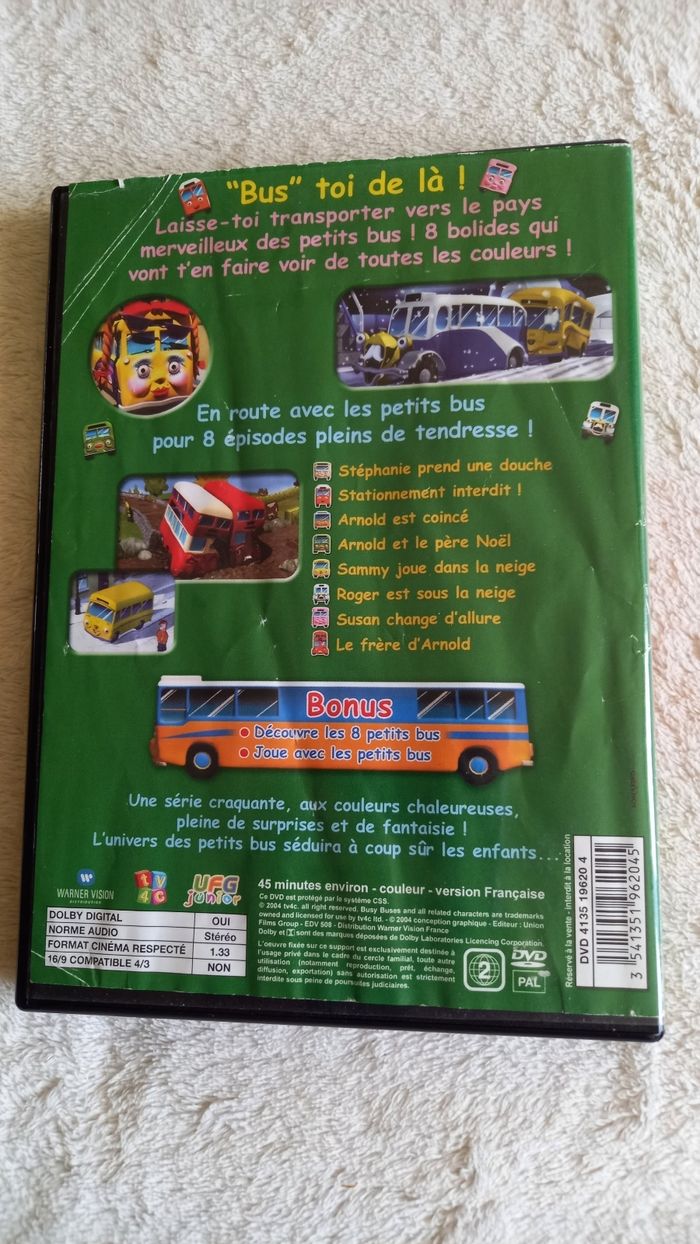 "Bus" toi de là !
Laisse-toi transporter vers le pays
merveilleux des petits bus ! 8 bolides qui
vont t'en faire voir de toutes les couleurs !
En route avec les petits bus
pour 8 épisodes pleins de tendresse !
Stéphanie prend une douche
Stationnement interdit !
Arnold est coincé
Arnold et le père Noël
Sammy joue dans la neige
Roger est sous la neige
Susan change d'allure
Le frère d'Arnold
Bonus
Découvre les 8 petits bus
Joue avec les petits bus
Une série craquante, aux couleurs chaleureuses,
pleine de surprises et de fantaisie !
L'univers des petits bus séduira à coup sûr les enfants...
WARNER VISION
DISTRIBUTION
tv
4C
UFG
junior
DOLBY DIGITAL OUI
NORME AUDIO Stéréo
FORMAT CINÉMA RESPECTÉ 1.33
16/9 COMPATIBLE 4/3 NON
45 minutes environ - couleur - version Française
Ce DVD est protégé par le système CSS.
© 2004 tv4c. all right reserved. Busy Buses and all related characters are trademarks
owned and licensed for use by tv4c ltd. - © 2004 conception graphique - Editeur : Union
Films Group - EDV 508 - Distribution Warner Vision France
Dolby et sont des marques déposées de Dolby Laboratories Licencing Corporation.
L'œuvre fixée sur ce support est exclusivement destinée à
l'usage privé dans le cadre du cercle familial, toute autre
utilisation (notamment reproduction, prêt, échange,
diffusion, exportation) sans autorisation est strictement
interdite sous peine de poursuites judiciaires.
2
DVD
VIDEO
PAL
Réservé à la vente - interdit à la location
DVD 4135 19620 4
3 541351 962045